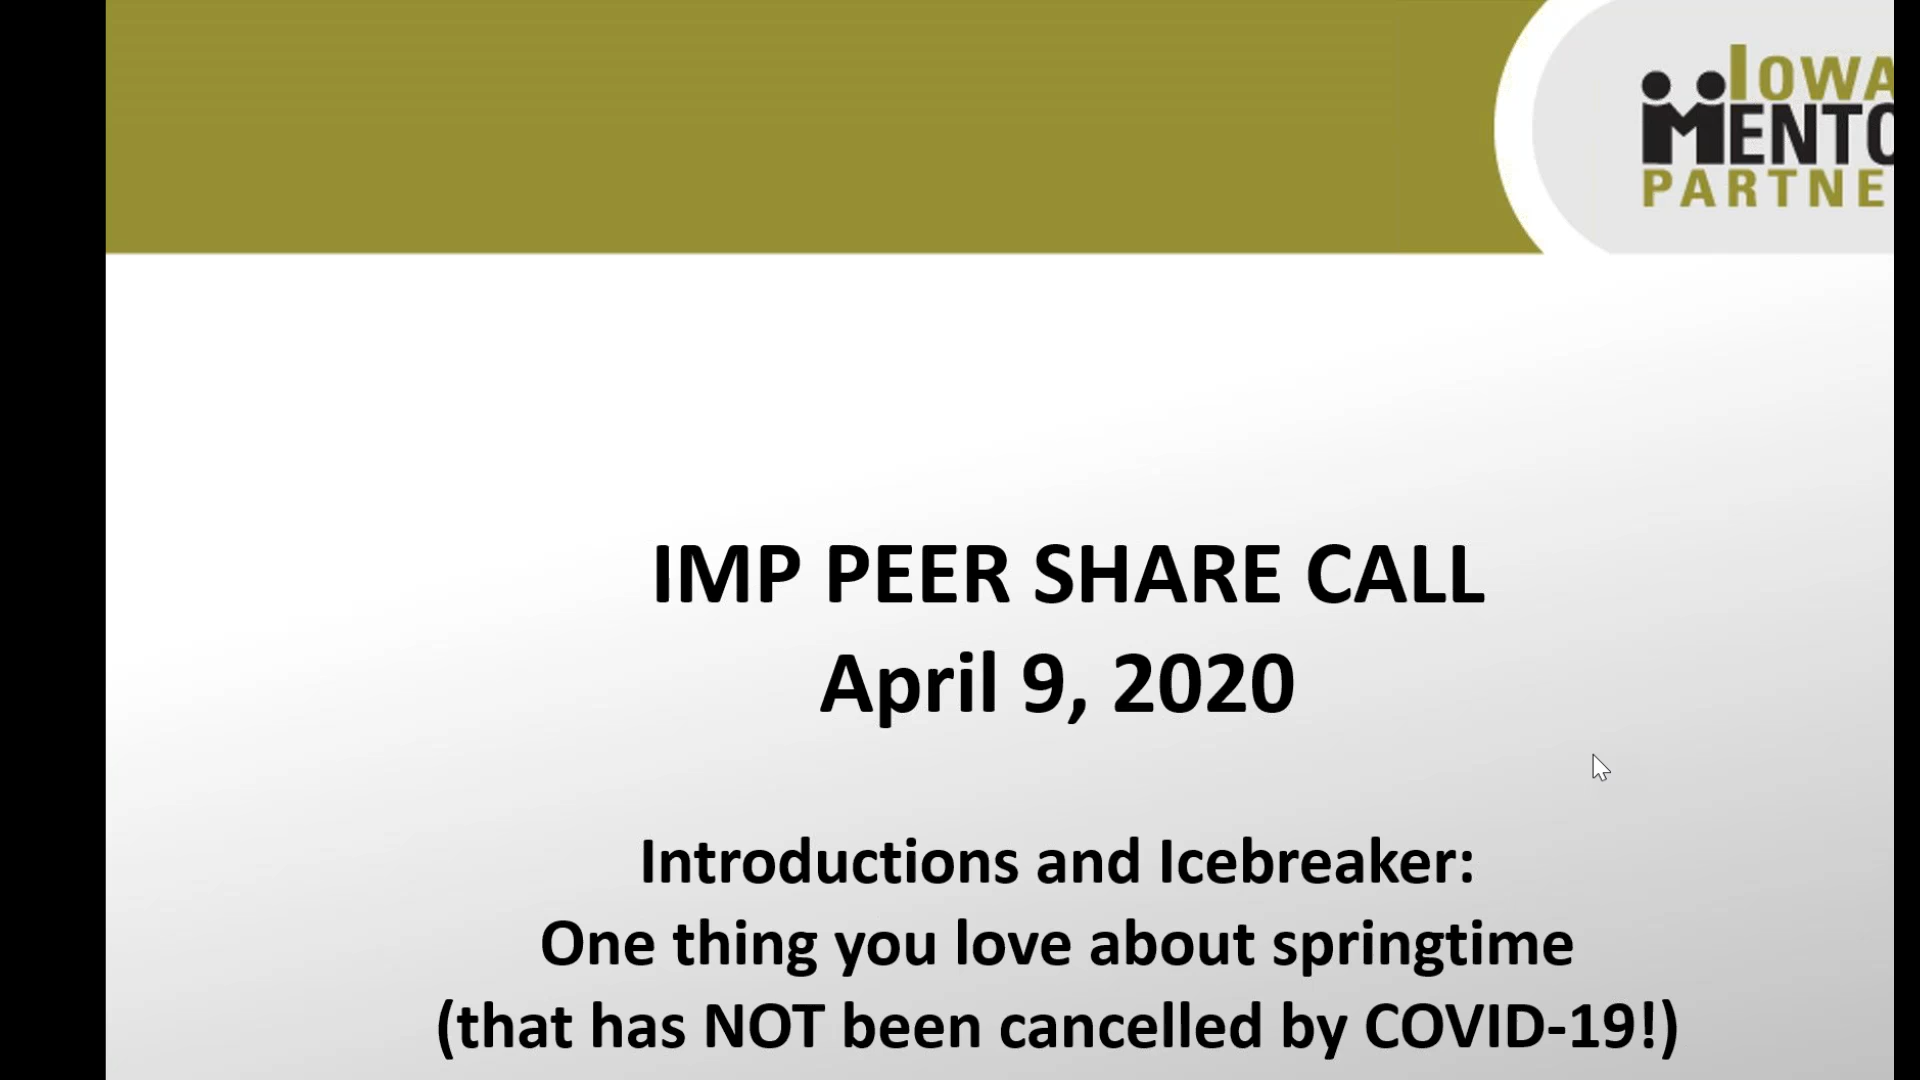 IOWA
MENTO
PARTNE
IMP PEER SHARE CALL
April 9, 2020
Introductions and Icebreaker:
One thing you love about springtime
(that has NOT been cancelled by COVID-19!)